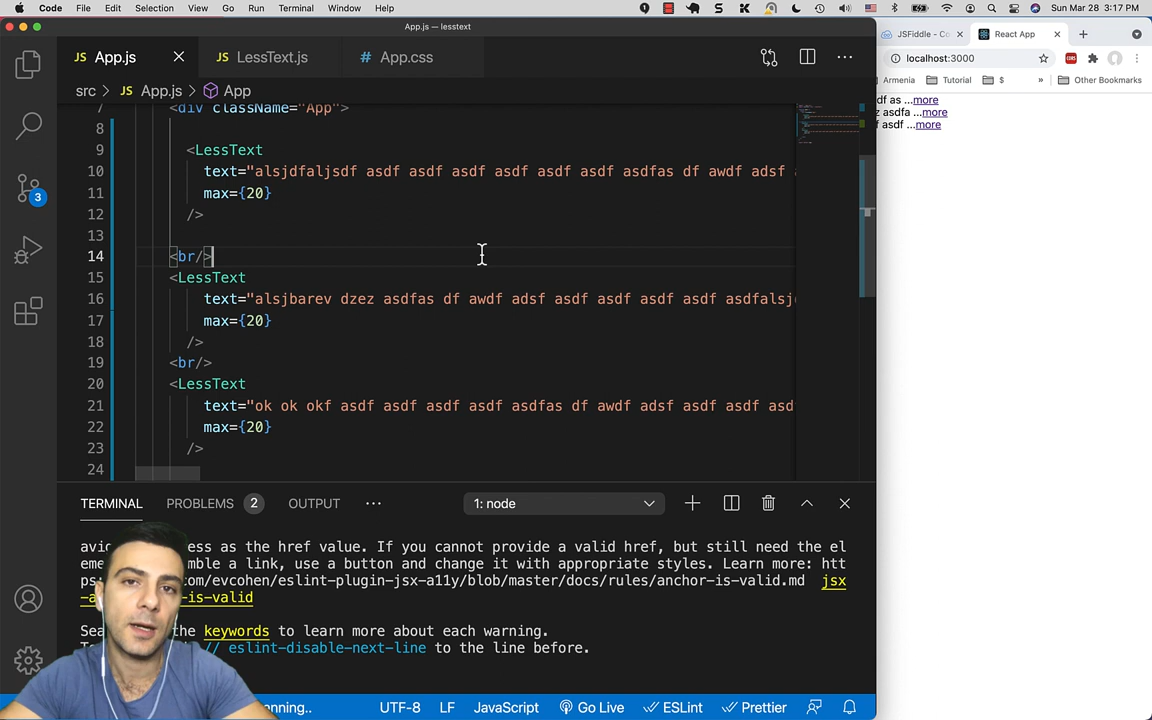 Code File Edit Selection View Go Run Terminal Window Help Sun Mar 28 3:17 PM
App.js — lesstext
JSFiddle - Co
React App
localhost:3000
Armenia Tutorial $ » Other Bookmarks
JS App.js
JS LessText.js
# App.css
src > JS App.js > App
7 <div className="App">
8
9 <LessText
10 text="alsjdfaljsdf asdf asdf asdf asdf asdf asdf asdfas df awdf adsf
11 max={20}
12 />
13
14 <br/>
15 <LessText
16 text="alsjbarev dzez asdfas df awdf adsf asdf asdf asdf asdf asdfalsj
17 max={20}
18 />
19 <br/>
20 <LessText
21 text="ok ok okf asdf asdf asdf asdf asdfas df awdf adsf asdf asdf asd
22 max={20}
23 />
24
df as ...more
z asdfa ...more
f asdf ...more
3
TERMINAL PROBLEMS 2 OUTPUT ... 1: node
ess as the href value. If you cannot provide a valid href, but still need the el
mble a link, use a button and change it with appropriate styles. Learn more: htt
com/evcohen/eslint-plugin-jsx-a11y/blob/master/docs/rules/anchor-is-valid.md jsx
-is-valid
the keywords to learn more about each warning.
// eslint-disable-next-line to the line before.
UTF-8 LF JavaScript Go Live ESLint Prettier